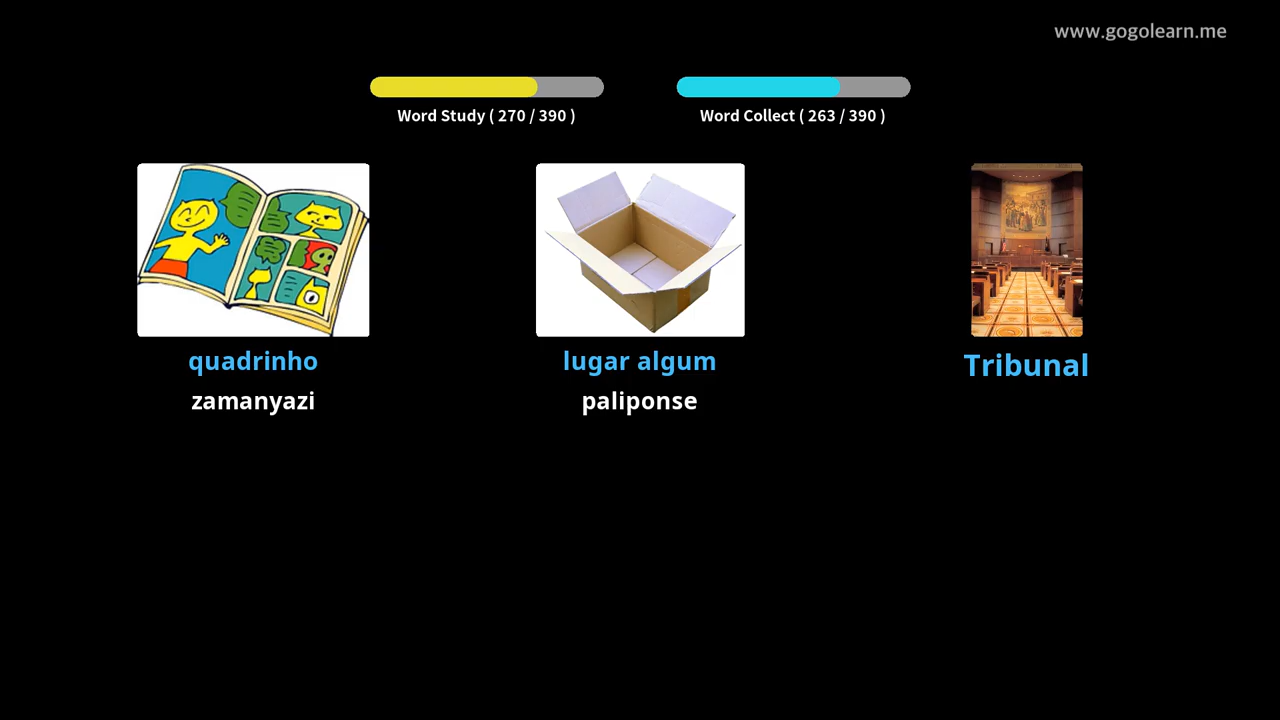 www.gogolearn.me
Word Study ( 270 / 390 )
Word Collect ( 263 / 390 )
quadrinho
lugar algum
Tribunal
zamanyazi
paliponse